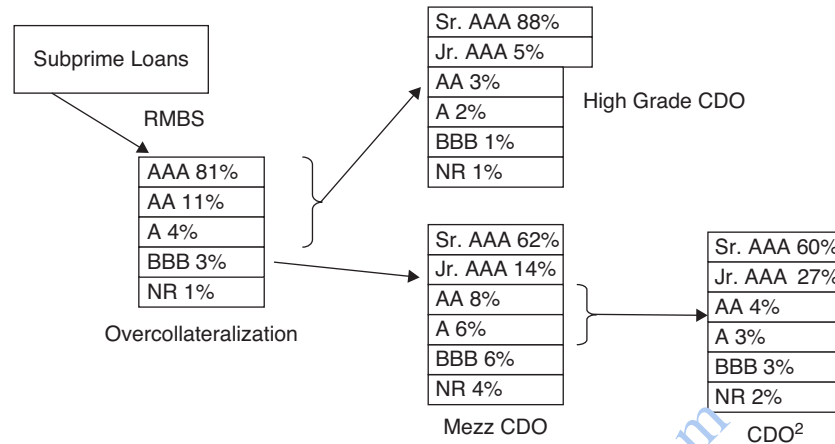 Subprime Loans
RMBS
AAA 81%
AA 11%
A 4%
BBB 3%
NR 1%
Overcollateralization
Sr. AAA 88%
Jr. AAA 5%
AA 3%
A 2%
BBB 1%
NR 1%
High Grade CDO
Sr. AAA 62%
Jr. AAA 14%
AA 8%
A 6%
BBB 6%
NR 4%
Mezz CDO
Sr. AAA 60%
Jr. AAA 27%
AA 4%
A 3%
BBB 3%
NR 2%
CDO²
m